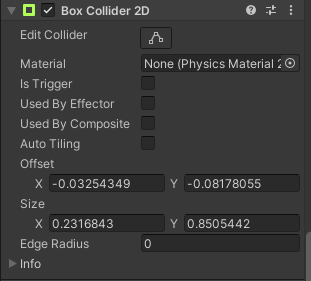 Box Collider 2D
Edit Collider
Material None (Physics Material 2
Is Trigger
Used By Effector
Used By Composite
Auto Tiling
Offset
X -0.03254349 Y -0.08178055
Size
X 0.2316843 Y 0.8505442
Edge Radius 0
Info